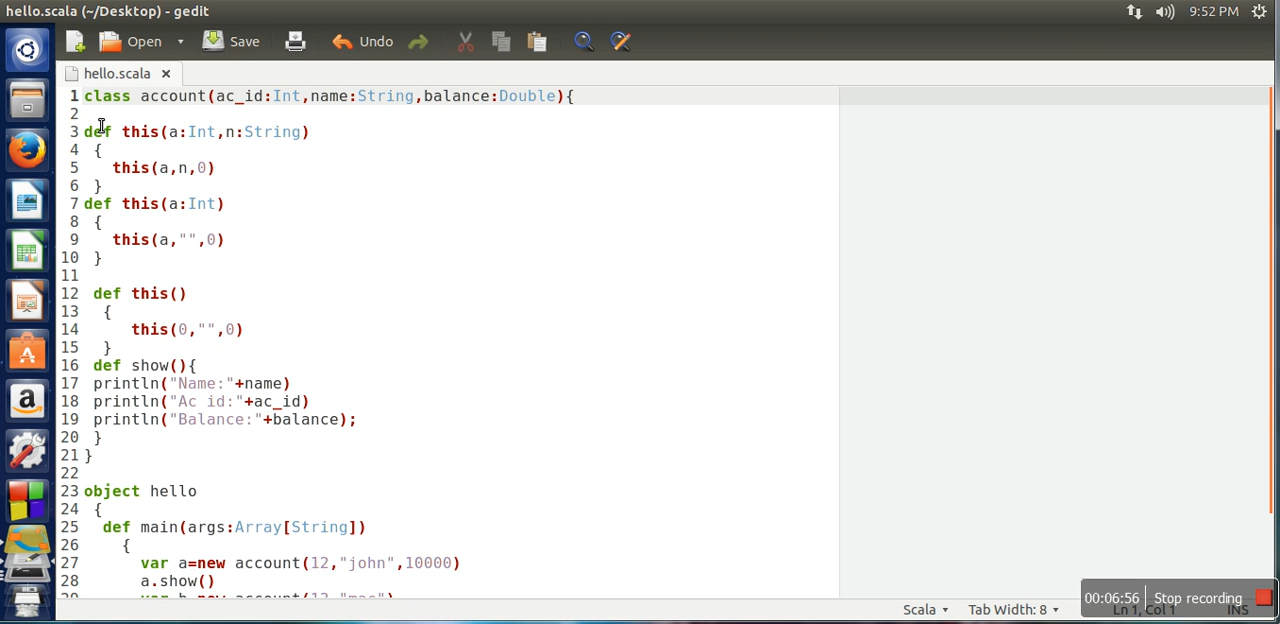 hello.scala (~/Desktop) - gedit
9:52 PM
Open
Save
Undo
hello.scala
1 class account(ac_id:Int,name:String,balance:Double){
2
3 def this(a:Int,n:String)
4 {
5 this(a,n,0)
6 }
7 def this(a:Int)
8 {
9 this(a,"",0)
10 }
11
12 def this()
13 {
14 this(0,"",0)
15 }
16 def show(){
17 println("Name:"+name)
18 println("Ac id:"+ac_id)
19 println("Balance:"+balance);
20 }
21 }
22
23 object hello
24 {
25 def main(args:Array[String])
26 {
27 var a=new account(12,"john",10000)
28 a.show()
00:06:56 Stop recording
Scala Tab Width: 8 Ln 1, Col 1 INS